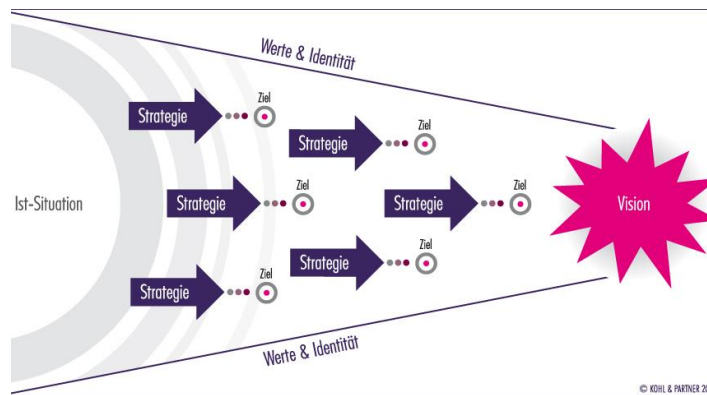 Werte & Identität
Ziel
Strategie
Ziel
Strategie
Ist-Situation
Ziel
Strategie
Ziel
Strategie
Vision
Ziel
Strategie
Ziel
Strategie
Werte & Identität
© KOHL & PARTNER 20